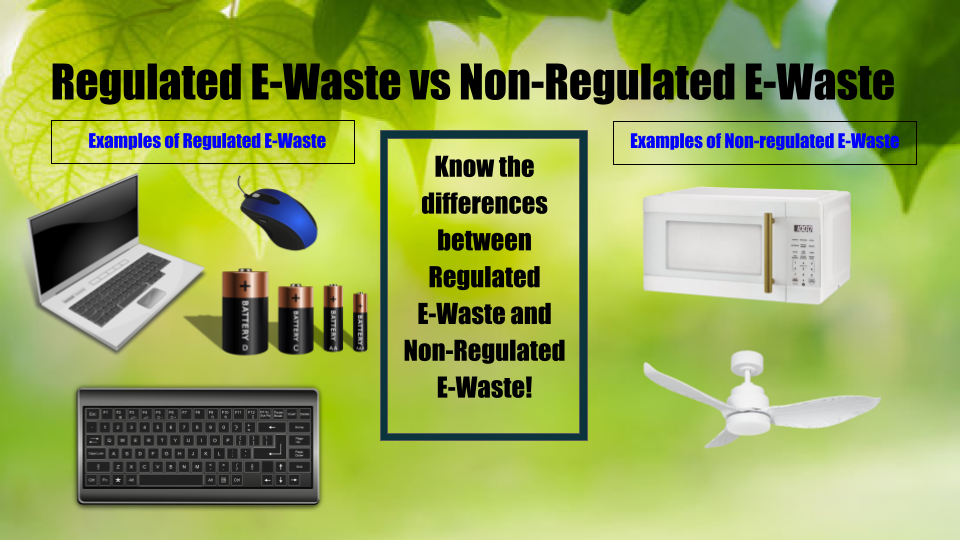 Regulated E-Waste vs Non-Regulated E-Waste
Examples of Regulated E-Waste
Know the
differences
between
Regulated
E-Waste and
Non-Regulated
E-Waste!
Examples of Non-regulated E-Waste
BATTERY
BATTERY
BATTERY
BATTERY